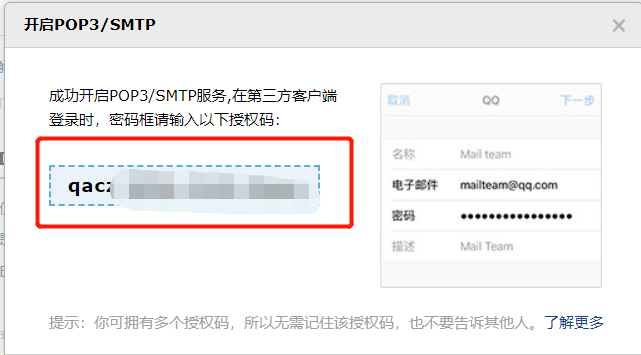 开启POP3/SMTP
成功开启POP3/SMTP服务,在第三方客户端
登录时，密码框请输入以下授权码：
取消 QQ 下一步
名称 Mail team
电子邮件 mailteam@qq.com
密码 ●●●●●●●●●●●●●●●●
描述 Mail Team
提示：你可拥有多个授权码，所以无需记住该授权码，也不要告诉其他人。了解更多